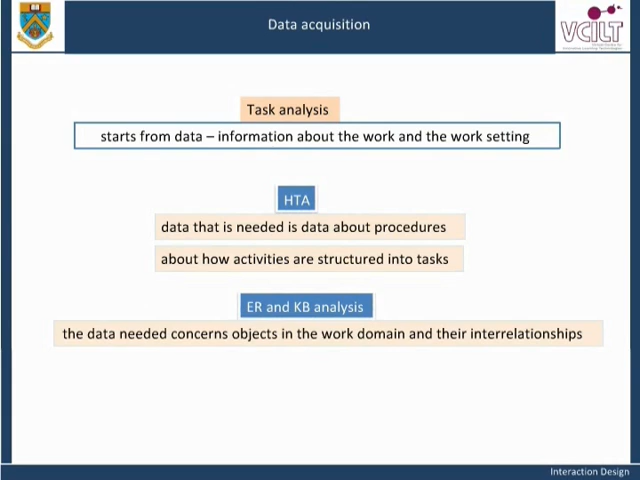 Data acquisition
VCILT
Task analysis
starts from data – information about the work and the work setting
HTA
data that is needed is data about procedures
about how activities are structured into tasks
ER and KB analysis
the data needed concerns objects in the work domain and their interrelationships
Interaction Design